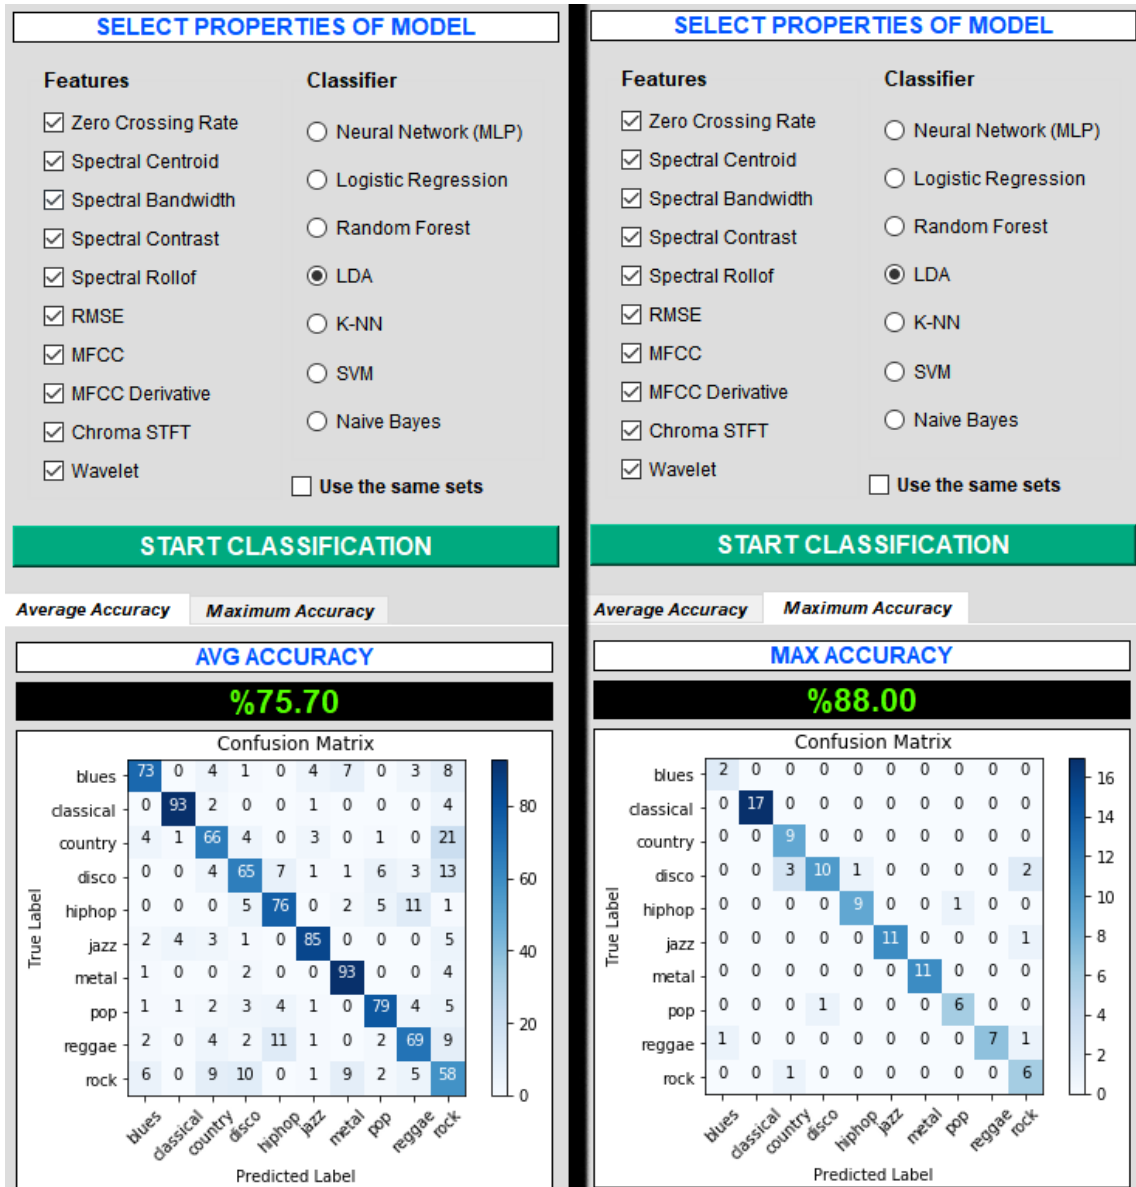 SELECT PROPERTIES OF MODEL
Features Classifier
Zero Crossing Rate
Neural Network (MLP)
Spectral Centroid
Logistic Regression
Spectral Bandwidth
Random Forest
Spectral Contrast
Spectral Rollof
LDA
RMSE
K-NN
MFCC
SVM
MFCC Derivative
Naive Bayes
Chroma STFT
Wavelet
Use the same sets
START CLASSIFICATION
Average Accuracy Maximum Accuracy
AVG ACCURACY
%75.70
Confusion Matrix
True Label
blues 73 0 4 1 0 4 7 0 3 8
classical 0 93 2 0 0 1 0 0 0 4
country 4 1 66 4 0 3 0 1 0 21
disco 0 0 4 65 7 1 1 6 3 13
hiphop 0 0 0 5 76 0 2 5 11 1
jazz 2 4 3 1 0 85 0 0 0 5
metal 1 0 0 2 0 0 93 0 0 4
pop 1 1 2 3 4 1 0 79 4 5
reggae 2 0 4 2 11 1 0 2 69 9
rock 6 0 9 10 0 1 9 2 5 58
blues classical country disco hiphop jazz metal pop reggae rock
Predicted Label
80
60
40
20
0
SELECT PROPERTIES OF MODEL
Features Classifier
Zero Crossing Rate
Neural Network (MLP)
Spectral Centroid
Logistic Regression
Spectral Bandwidth
Random Forest
Spectral Contrast
Spectral Rollof
LDA
RMSE
K-NN
MFCC
SVM
MFCC Derivative
Naive Bayes
Chroma STFT
Wavelet
Use the same sets
START CLASSIFICATION
Average Accuracy Maximum Accuracy
MAX ACCURACY
%88.00
Confusion Matrix
True Label
blues 2 0 0 0 0 0 0 0 0 0
classical 0 17 0 0 0 0 0 0 0 0
country 0 0 9 0 0 0 0 0 0 0
disco 0 0 3 10 1 0 0 0 0 2
hiphop 0 0 0 0 9 0 0 1 0 0
jazz 0 0 0 0 0 11 0 0 0 1
metal 0 0 0 0 0 0 11 0 0 0
pop 0 0 0 1 0 0 0 6 0 0
reggae 1 0 0 0 0 0 0 0 7 1
rock 0 0 1 0 0 0 0 0 0 6
blues classical country disco hiphop jazz metal pop reggae rock
Predicted Label
16
14
12
10
8
6
4
2
0